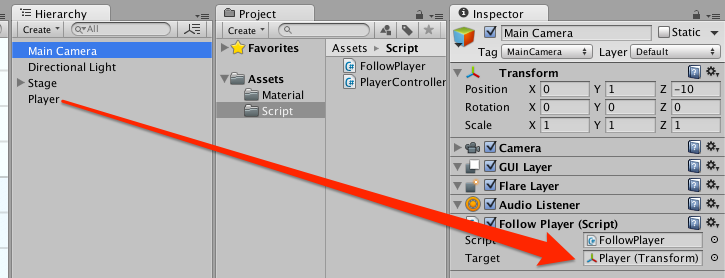 Hierarchy
Create
All
Main Camera
Directional Light
Stage
Player
Project
Create
Favorites
Assets
Material
Script
Assets Script
FollowPlayer
PlayerController
Inspector
Main Camera Static
Tag MainCamera Layer Default
Transform
Position X 0 Y 1 Z -10
Rotation X 0 Y 0 Z 0
Scale X 1 Y 1 Z 1
Camera
GUI Layer
Flare Layer
Audio Listener
Follow Player (Script)
Script FollowPlayer
Target Player (Transform)